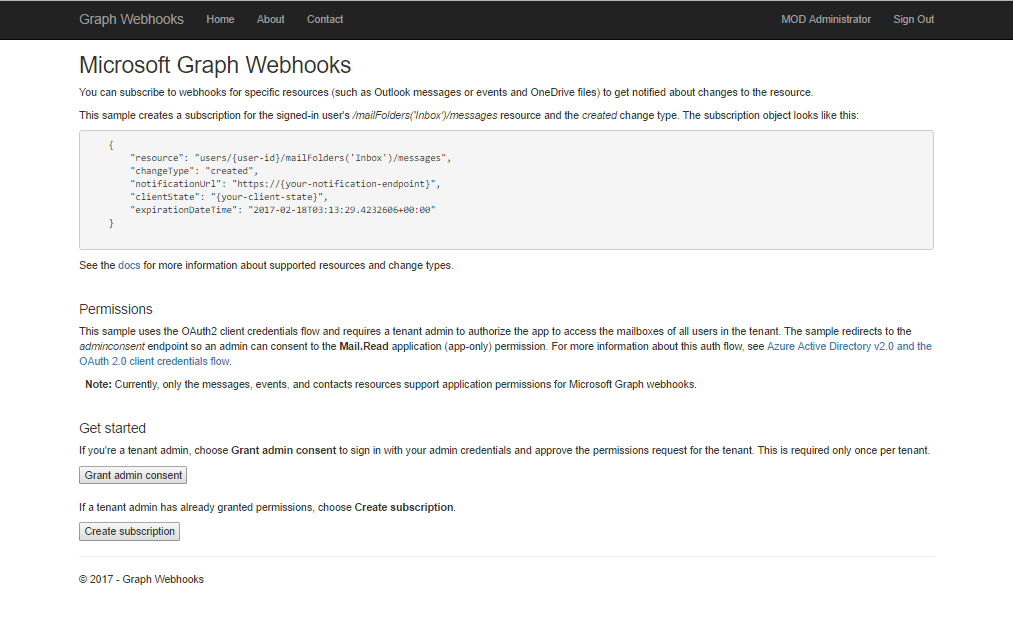 Graph Webhooks Home About Contact MOD Administrator Sign Out
Microsoft Graph Webhooks
You can subscribe to webhooks for specific resources (such as Outlook messages or events and OneDrive files) to get notified about changes to the resource.
This sample creates a subscription for the signed-in user's /mailFolders('Inbox')/messages resource and the created change type. The subscription object looks like this:
{
"resource": "users/{user-id}/mailFolders('Inbox')/messages",
"changeType": "created",
"notificationUrl": "https://{your-notification-endpoint}",
"clientState": "{your-client-state}",
"expirationDateTime": "2017-02-18T03:13:29.4232606+00:00"
}
See the docs for more information about supported resources and change types.
Permissions
This sample uses the OAuth2 client credentials flow and requires a tenant admin to authorize the app to access the mailboxes of all users in the tenant. The sample redirects to the
adminconsent endpoint so an admin can consent to the Mail.Read application (app-only) permission. For more information about this auth flow, see Azure Active Directory v2.0 and the
OAuth 2.0 client credentials flow.
Note: Currently, only the messages, events, and contacts resources support application permissions for Microsoft Graph webhooks.
Get started
If you're a tenant admin, choose Grant admin consent to sign in with your admin credentials and approve the permissions request for the tenant. This is required only once per tenant.
Grant admin consent
If a tenant admin has already granted permissions, choose Create subscription.
Create subscription
© 2017 - Graph Webhooks